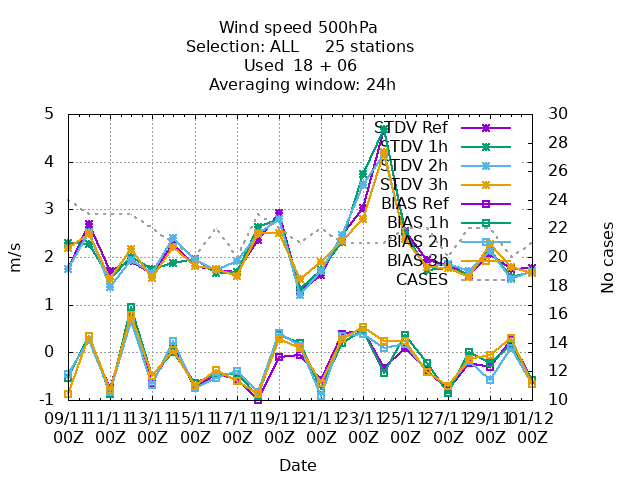 Wind speed 500hPa
Selection: ALL 25 stations
Used 18 + 06
Averaging window: 24h
5
4
3
2
1
0
-1
30
28
26
24
22
20
18
16
14
12
10
m/s
No cases
STDV Ref
STDV 1h
STDV 2h
STDV 3h
BIAS Ref
BIAS 1h
BIAS 2h
BIAS 3h
CASES
09/11 11/11 13/11 15/11 17/11 19/11 21/11 23/11 25/11 27/11 29/11 01/12
00Z 00Z 00Z 00Z 00Z 00Z 00Z 00Z 00Z 00Z 00Z 00Z
Date